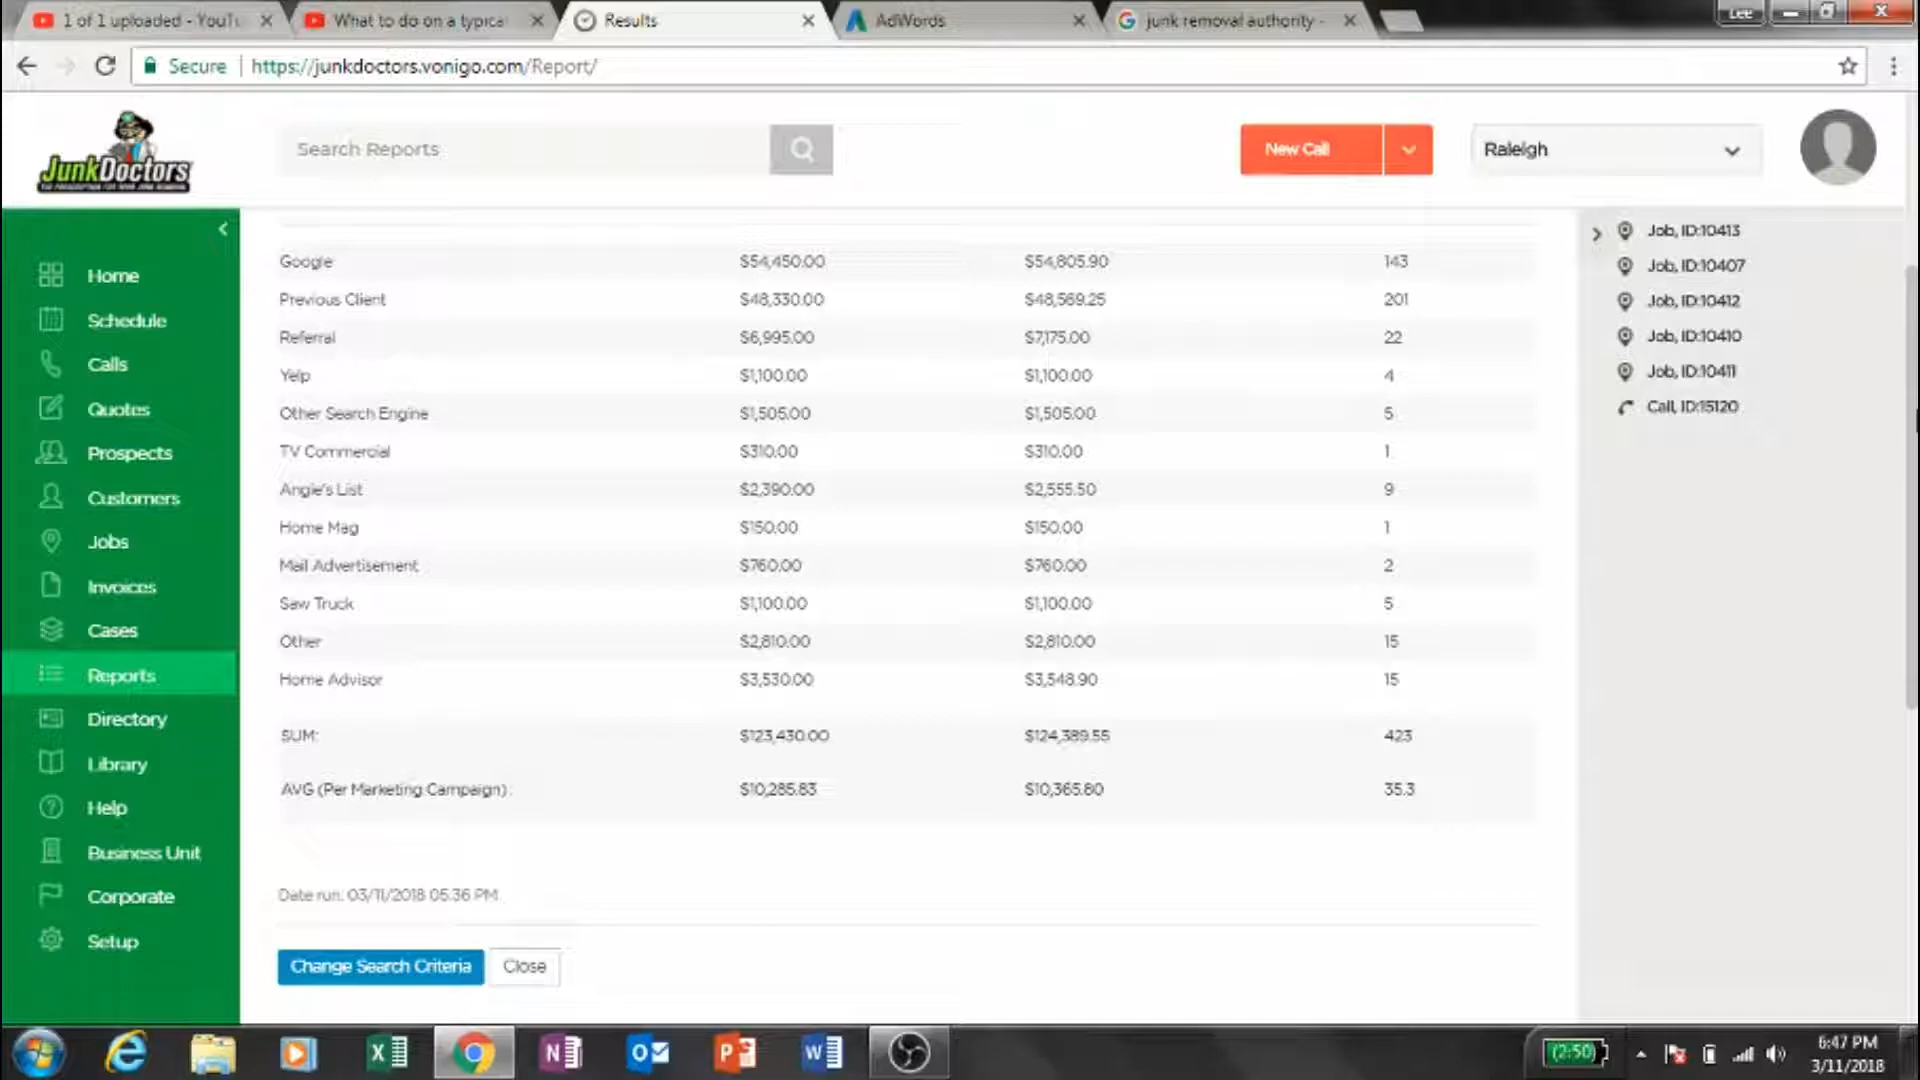 1 of 1 uploaded - YouTu
What to do on a typica
Results
AdWords
junk removal authority -
Lee
Secure
https://junkdoctors.vonigo.com/Report/
JunkDoctors
Search Reports
New Call
Raleigh
Home
Schedule
Calls
Quotes
Prospects
Customers
Jobs
Invoices
Cases
Reports
Directory
Library
Help
Business Unit
Corporate
Setup
Google $54,450.00 $54,805.90 143
Previous Client $48,330.00 $48,569.25 201
Referral $6,995.00 $7,175.00 22
Yelp $1,100.00 $1,100.00 4
Other Search Engine $1,505.00 $1,505.00 5
TV Commercial $310.00 $310.00 1
Angie's List $2,390.00 $2,555.50 9
Home Mag $150.00 $150.00 1
Mail Advertisement $760.00 $760.00 2
Saw Truck $1,100.00 $1,100.00 5
Other $2,810.00 $2,810.00 15
Home Advisor $3,530.00 $3,548.90 15
SUM: $123,430.00 $124,389.55 423
AVG (Per Marketing Campaign): $10,285.83 $10,365.80 35.3
Date run: 03/11/2018 05:36 PM
Change Search Criteria
Close
Job, ID:10413
Job, ID:10407
Job, ID:10412
Job, ID:10410
Job, ID:10411
Call, ID:15120
(2:50)
6:47 PM
3/11/2018